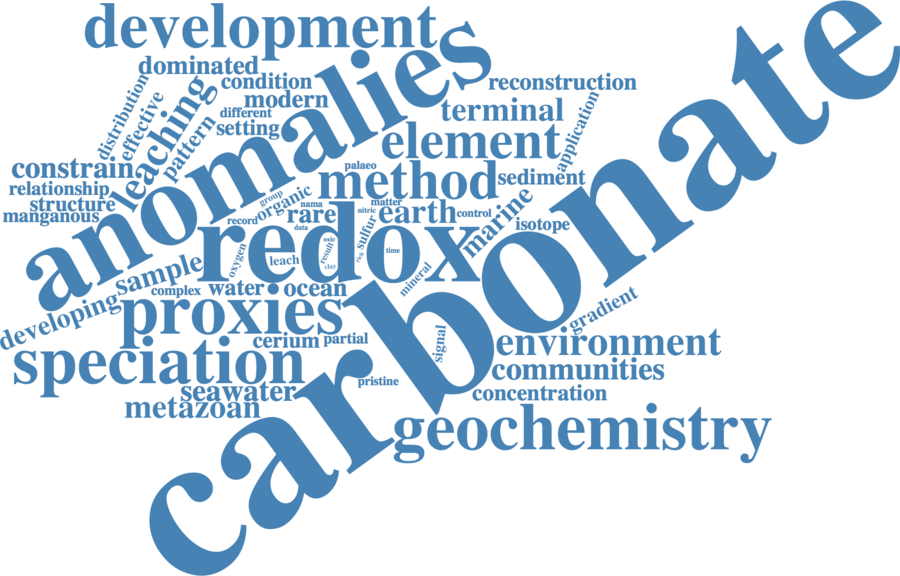 development
anomalies
carbonate
dominated
condition
modern
different
setting
distribution
effective
leaching
pattern
reconstruction
terminal
application
element
constrain
relationship
structure
manganous
palaeo
method
sediment
group
organic
record
nama
rare
data
matter
nitric
earth
control
marine
isotope
redox
oxygen
leach
oxic
result
clay
rich
sulfur
time
mineral
sample
complex
water
ocean
developing
proxies
gradient
cerium
partial
signal
environment
speciation
communities
seawater
pristine
concentration
metazoan
geochemistry